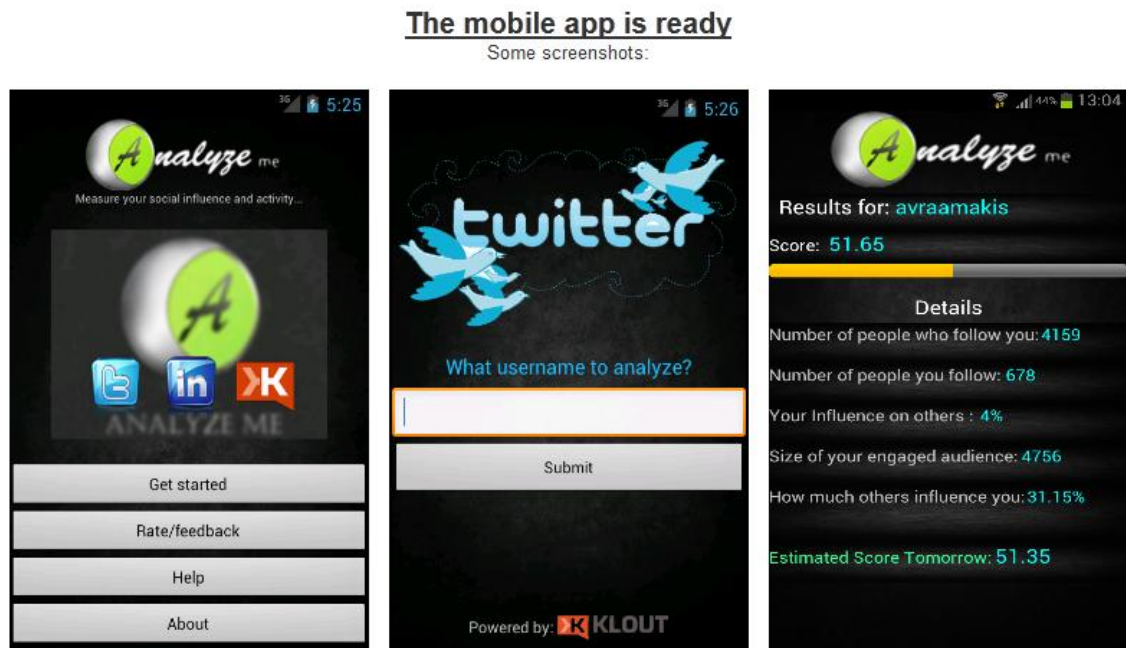 The mobile app is ready
Some screenshots:
3G 5:25
Analyze me
Measure your social influence and activity...
A
in K
ANALYZE ME
Get started
Rate/feedback
Help
About
3G 5:26
twitter
What username to analyze?
Submit
Powered by: K KLOUT
44% 13:04
Analyze me
Results for: avraamakis
Score: 51.65
Details
Number of people who follow you: 4159
Number of people you follow: 678
Your Influence on others : 4%
Size of your engaged audience: 4756
How much others influence you: 31.15%
Estimated Score Tomorrow: 51.35